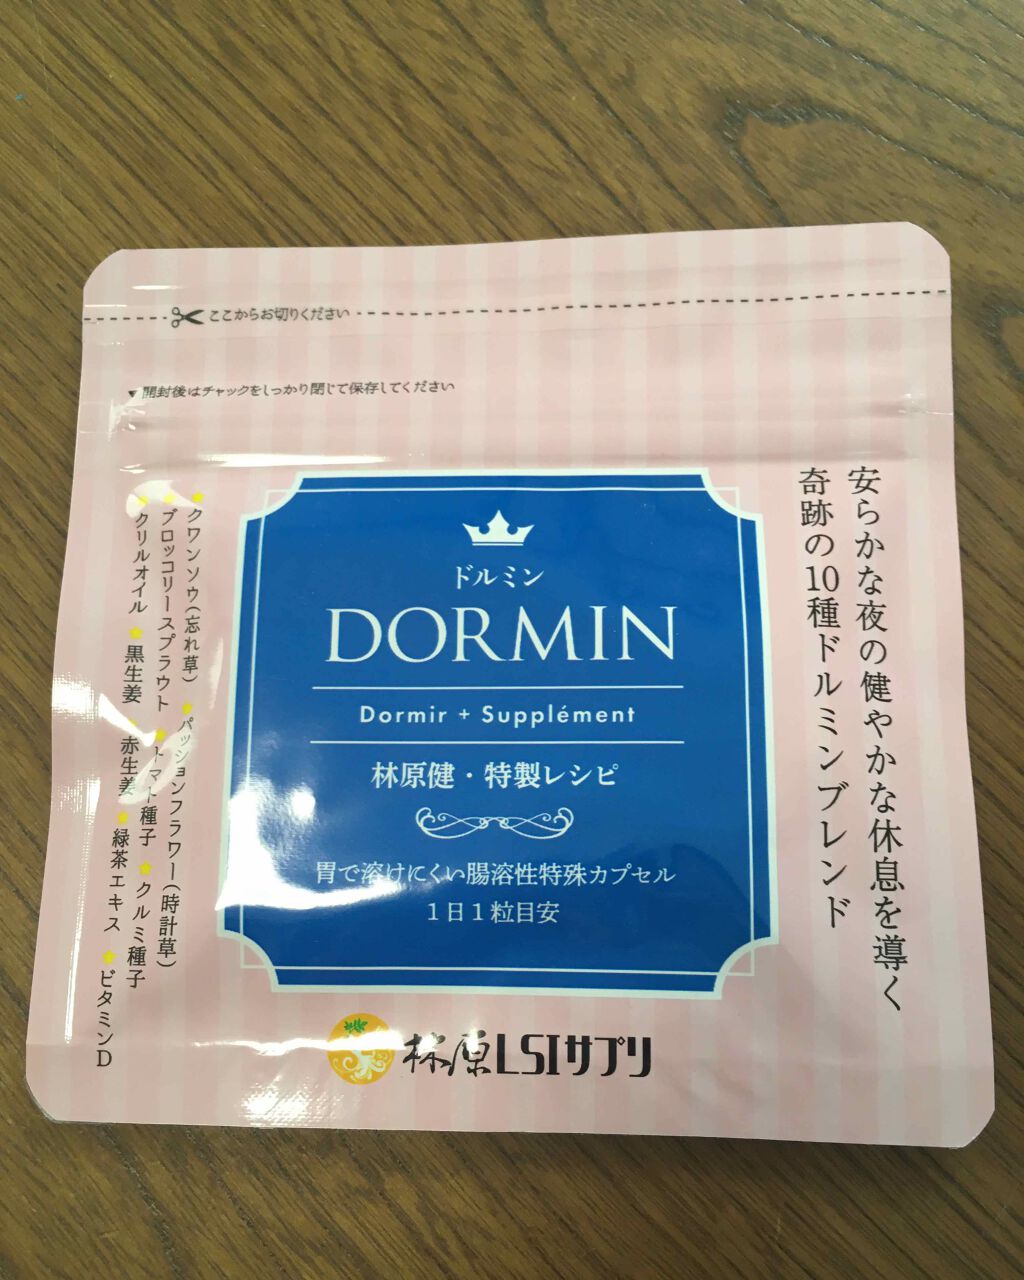 ここからお切りください
▼開封後はチャックをしっかり閉じて保存してください
安らかな夜の健やかな休息を導く
奇跡の10種ドルミンブレンド
ドルミン
DORMIN
Dormir + Supplément
林原健・特製レシピ
胃で溶けにくい腸溶性特殊カプセル
1日1粒目安
★クワンソウ(忘れ草) ★パッションフラワー(時計草)
★ブロッコリースプラウト ★トマト種子 ★クルミ種子
★クリルオイル ★黒生姜 ★赤生姜 ★緑茶エキス ★ビタミンD
林原LSIサプリ